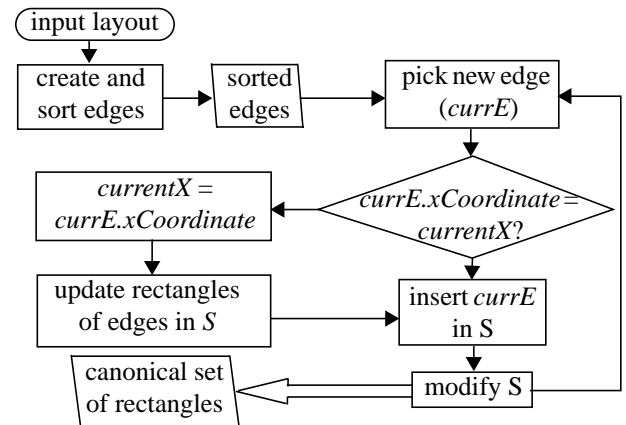 input layout
create and
sort edges
sorted
edges
pick new edge
(currE)
currE.xCoordinate=
currentX?
currentX =
currE.xCoordinate
update rectangles
of edges in S
insert currE
in S
modify S
canonical set
of rectangles